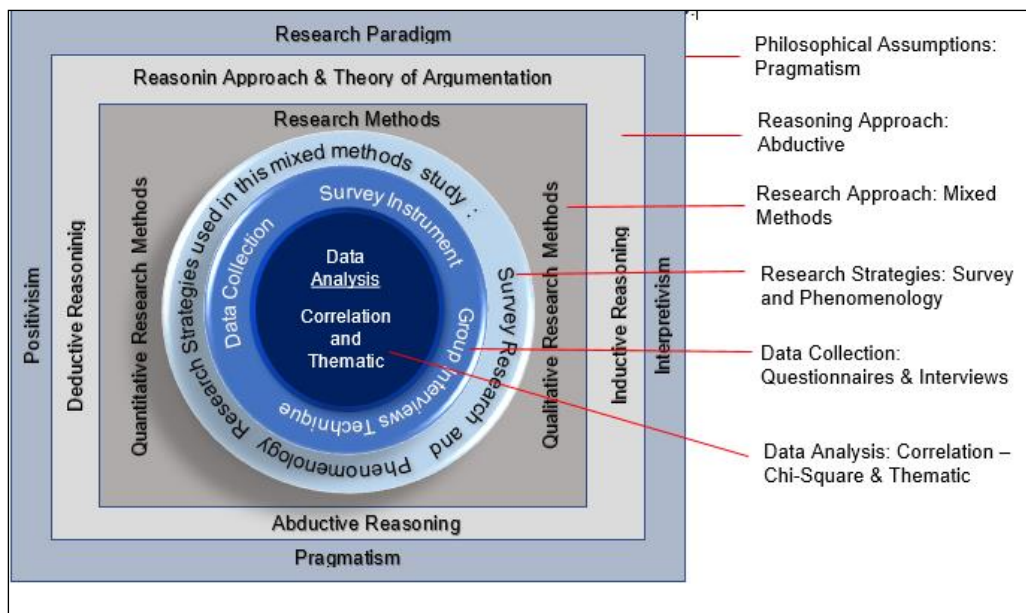 Research Paradigm
Reasonin Approach & Theory of Argumentation
Research Methods
Positivisim
Deductive Reasoninig
Quantitative Research Methods
Research Strategies used in this mixed methods study :
Survey Research and Phenomenology Research
Data Collection
Survey Instrument
Group Interviews Technique
Data
Analysis
Correlation
and
Thematic
Qualitative Research Methods
Inductive Reasoning
Interpretivism
Abductive Reasoning
Pragmatism
Philosophical Assumptions:
Pragmatism
Reasoning Approach:
Abductive
Research Approach: Mixed
Methods
Research Strategies: Survey
and Phenomenology
Data Collection:
Questionnaires & Interviews
Data Analysis: Correlation –
Chi-Square & Thematic